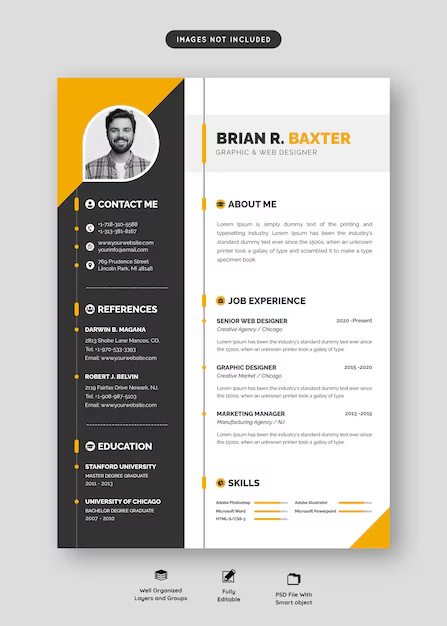 IMAGES NOT INCLUDED
BRIAN R. BAXTER
GRAPHIC & WEB DESIGNER
CONTACT ME
+1-718-310-5588
+1-313-381-8167
www.yourwebsite.com
yourinfo@email.com
769 Prudence Street
Lincoln Park, MI 48146
REFERENCES
DARWIN B. MAGANA
2813 Shobe Lane Mancos, CO.
Tel: +1-970-533-3393
Email: www.yourwebsite.com
ROBERT J. BELVIN
2119 Fairfax Drive Newark, NJ.
Tel: +1-908-987-5103
Email: www.yourwebsite.com
EDUCATION
STANFORD UNIVERSITY
MASTER DEGREE GRADUATE
2011 - 2013
UNIVERSITY OF CHICAGO
BACHELOR DEGREE GRADUATE
2007 - 2010
ABOUT ME
Lorem Ipsum is simply dummy text of the printing and typesetting industry. Lorem Ipsum has been the industry's standard dummy text ever since the 1500s, when an unknown printer took a galley of type and scrambled it to make a type specimen book.
JOB EXPERIENCE
SENIOR WEB DESIGNER 2020 -Present
Creative Agency / Chicago
Lorem Ipsum has been the industry's standard dummy text ever since
the 1500s, when an unknown printer took a galley of type
GRAPHIC DESIGNER 2015 -2020
Creative Market / Chicago
Lorem Ipsum has been the industry's standard dummy text ever since
the 1500s, when an unknown printer took a galley of type
MARKETING MANAGER 2013 -2015
Manufacturing Agency / NJ
Lorem Ipsum has been the industry's standard dummy text ever since
the 1500s, when an unknown printer took a galley of type
SKILLS
Adobe Photoshop Adobe Illustrator
Microsoft Word Microsoft Powerpoint
HTML-5/CSS-3
Well Organized
Layers and Groups
Fully
Editable
PSD File With
Smart object